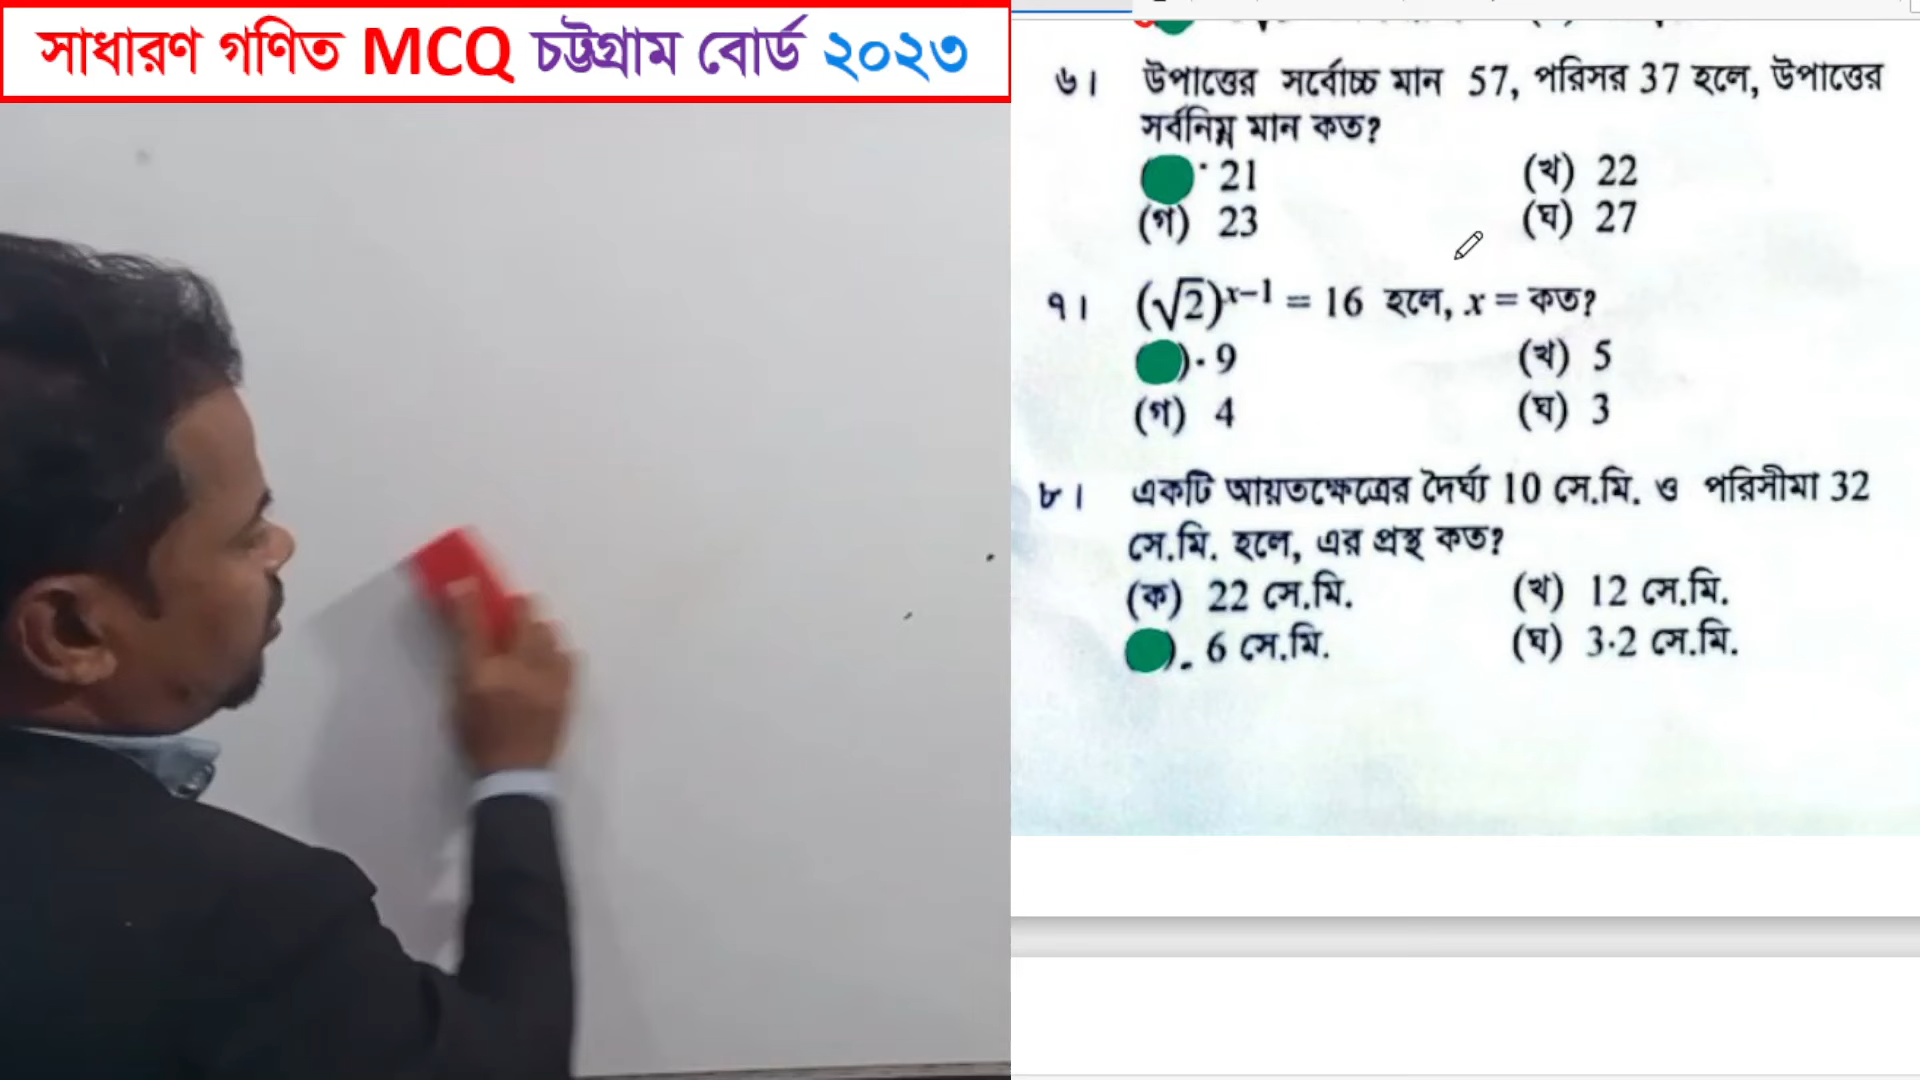 সাধারণ গণিত MCQ চট্টগ্রাম বোর্ড ২০২৩
৬। উপাত্তের সর্বোচ্চ মান 57, পরিসর 37 হলে, উপাত্তের
সর্বনিম্ন মান কত?
21 (খ) 22
(গ) 23 (ঘ) 27
৭। (√2)^{x−1} = 16 হলে, x = কত?
9 (খ) 5
(গ) 4 (ঘ) 3
৮। একটি আয়তক্ষেত্রের দৈর্ঘ্য 10 সে.মি. ও পরিসীমা 32
সে.মি. হলে, এর প্রস্থ কত?
(ক) 22 সে.মি. (খ) 12 সে.মি.
6 সে.মি. (ঘ) 3·2 সে.মি.